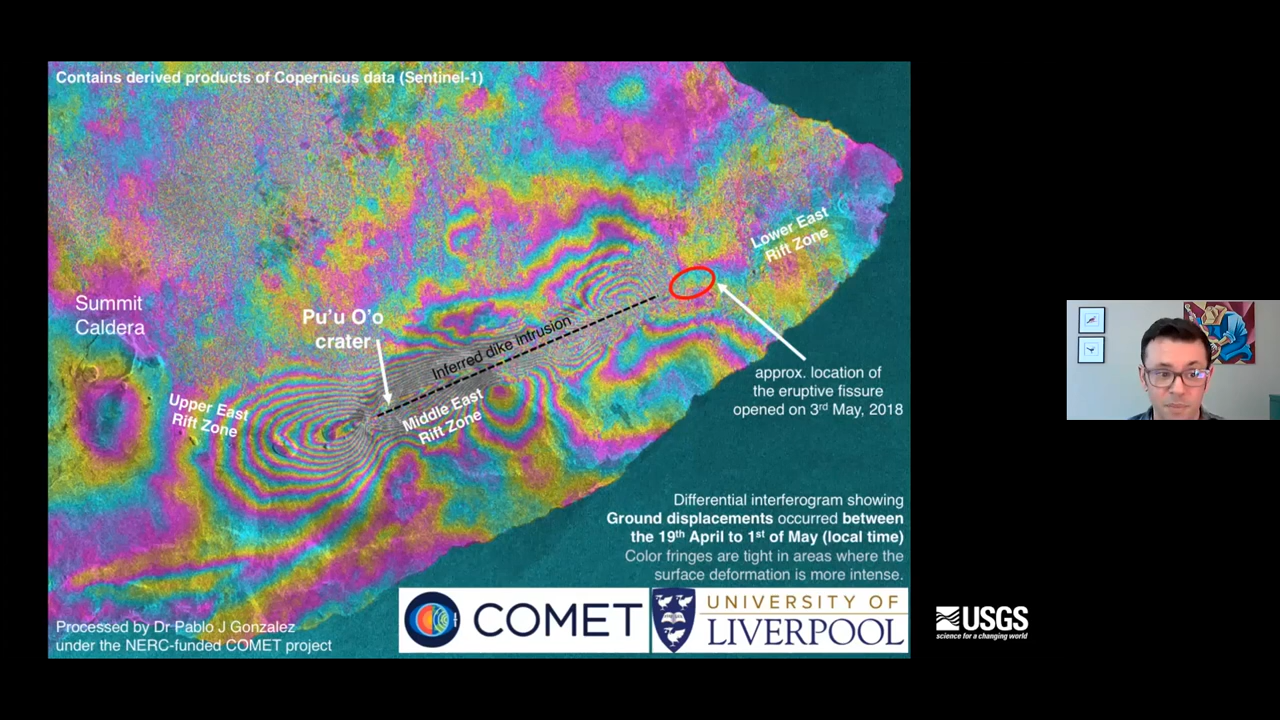 Contains derived products of Copernicus data (Sentinel-1)
Lower East
Rift Zone
Summit
Caldera
Pu'u O'o
crater
Inferred dike intrusion
Upper East
Rift Zone
Middle East
Rift Zone
approx. location of
the eruptive fissure
opened on 3rd May, 2018
Differential interferogram showing
Ground displacements occurred between
the 19th April to 1st of May (local time)
Color fringes are tight in areas where the
surface deformation is more intense.
Processed by Dr Pablo J Gonzalez
under the NERC-funded COMET project
COMET
UNIVERSITY OF
LIVERPOOL
USGS
science for a changing world